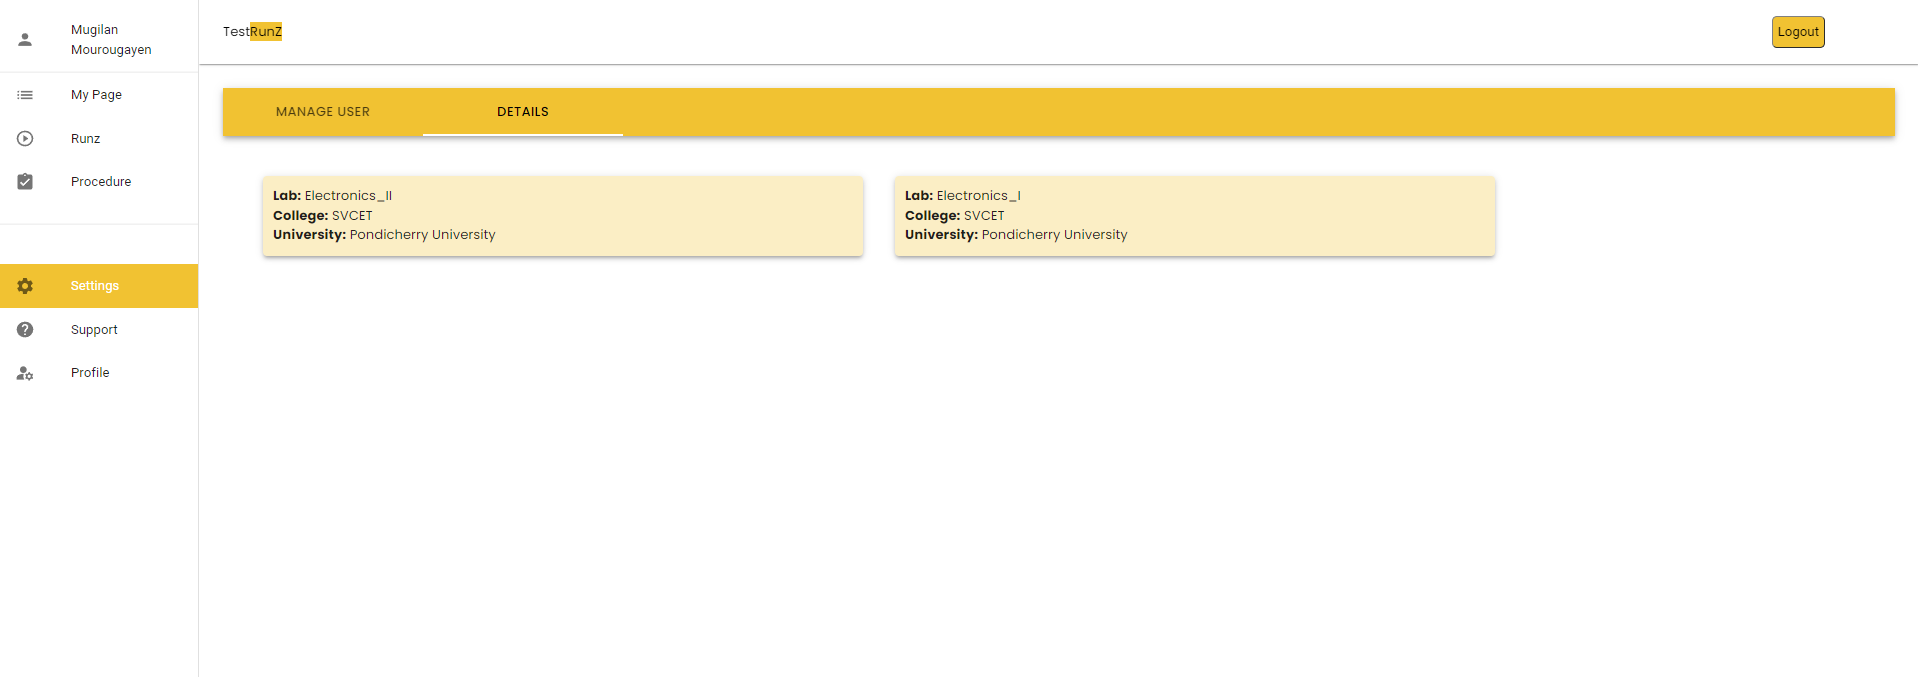 Mugilan
Mourougayen
My Page
Runz
Procedure
Settings
Support
Profile
TestRunZ
Logout
MANAGE USER
DETAILS
Lab: Electronics_II
College: SVCET
University: Pondicherry University
Lab: Electronics_I
College: SVCET
University: Pondicherry University